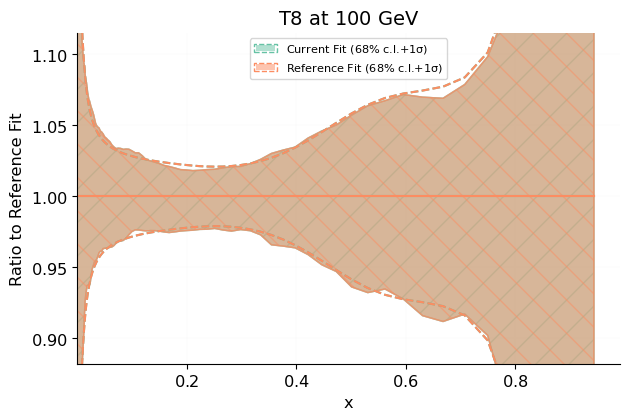 T8 at 100 GeV
Current Fit (68% c.l.+1σ)
Reference Fit (68% c.l.+1σ)
Ratio to Reference Fit
1.10
1.05
1.00
0.95
0.90
0.2 0.4 0.6 0.8
x